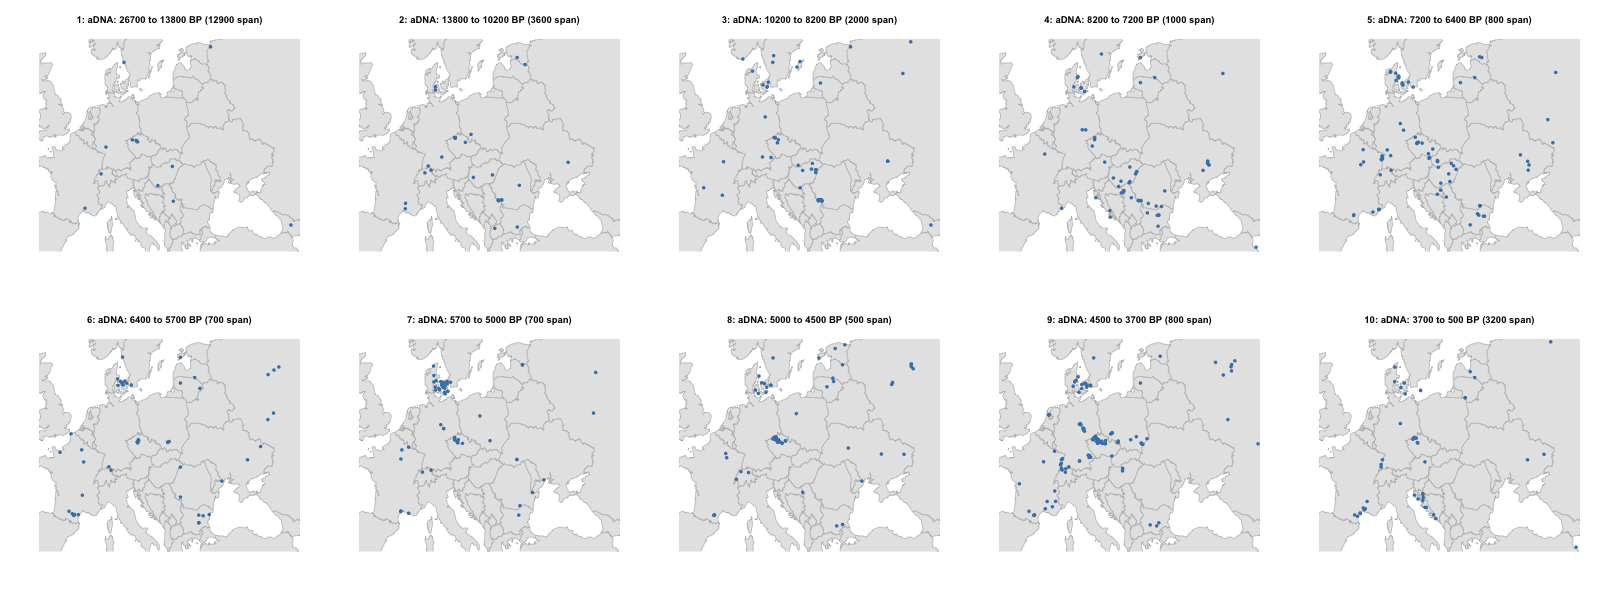 1: aDNA: 26700 to 13800 BP (12900 span)
2: aDNA: 13800 to 10200 BP (3600 span)
3: aDNA: 10200 to 8200 BP (2000 span)
4: aDNA: 8200 to 7200 BP (1000 span)
5: aDNA: 7200 to 6400 BP (800 span)
6: aDNA: 6400 to 5700 BP (700 span)
7: aDNA: 5700 to 5000 BP (700 span)
8: aDNA: 5000 to 4500 BP (500 span)
9: aDNA: 4500 to 3700 BP (800 span)
10: aDNA: 3700 to 500 BP (3200 span)